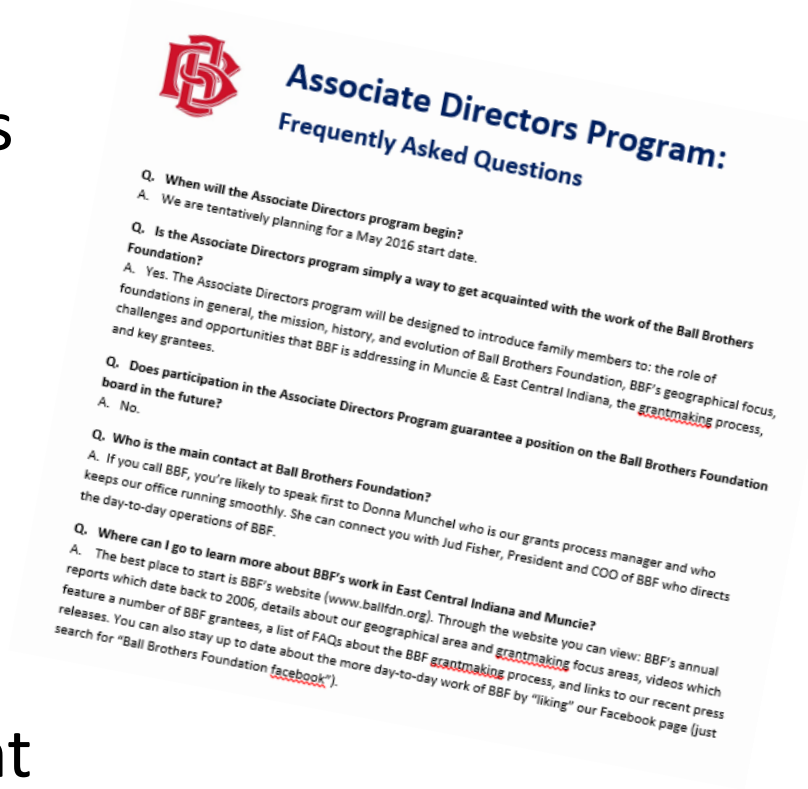 s
Associate Directors Program:
Frequently Asked Questions
Q. When will the Associate Directors program begin?
A. We are tentatively planning for a May 2016 start date.
Q. Is the Associate Directors program simply a way to get acquainted with the work of the Ball Brothers
Foundation?
A. Yes. The Associate Directors program will be designed to introduce family members to: the role of
foundations in general, the mission, history, and evolution of Ball Brothers Foundation, BBF's geographical focus,
challenges and opportunities that BBF is addressing in Muncie & East Central Indiana, the grantmaking process,
and key grantees.
Q. Does participation in the Associate Directors Program guarantee a position on the Ball Brothers Foundation
board in the future?
A. No.
Q. Who is the main contact at Ball Brothers Foundation?
A. If you call BBF, you're likely to speak first to Donna Munchel who is our grants process manager and who
keeps our office running smoothly. She can connect you with Jud Fisher, President and COO of BBF who directs
the day-to-day operations of BBF.
Q. Where can I go to learn more about BBF's work in East Central Indiana and Muncie?
A. The best place to start is BBF's website (www.ballfdn.org). Through the website you can view: BBF's annual
reports which date back to 2006, details about our geographical area and grantmaking focus areas, videos which
feature a number of BBF grantees, a list of FAQs about the BBF grantmaking process, and links to our recent press
releases. You can also stay up to date about the more day-to-day work of BBF by "liking" our Facebook page (just
search for "Ball Brothers Foundation facebook").
nt